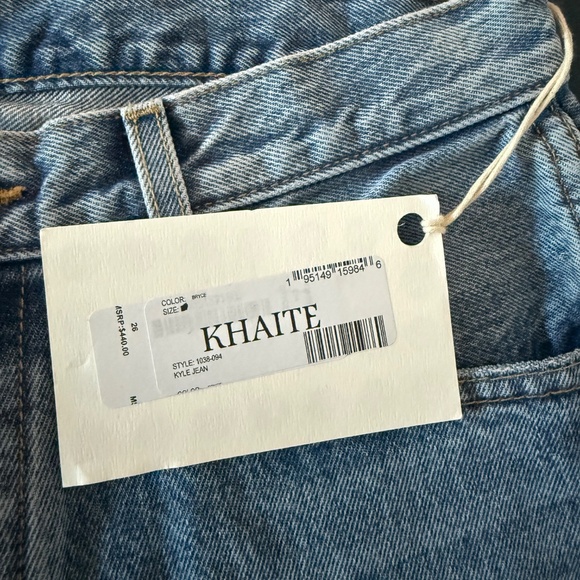 1 95149 15984 6
COLOR: BRYCE
SIZE:
KHAITE
STYLE: 1038-094
KYLE JEAN
26
MSRP:$440.00